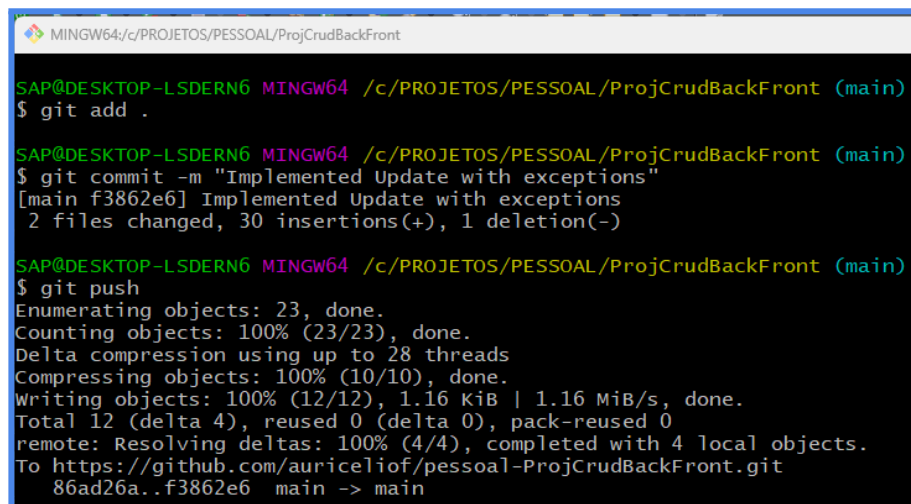 MINGW64:/c/PROJETOS/PESSOAL/ProjCrudBackFront
SAP@DESKTOP-LSDERN6 MINGW64 /c/PROJETOS/PESSOAL/ProjCrudBackFront (main)
$ git add .
SAP@DESKTOP-LSDERN6 MINGW64 /c/PROJETOS/PESSOAL/ProjCrudBackFront (main)
$ git commit -m "Implemented Update with exceptions"
[main f3862e6] Implemented Update with exceptions
 2 files changed, 30 insertions(+), 1 deletion(-)
SAP@DESKTOP-LSDERN6 MINGW64 /c/PROJETOS/PESSOAL/ProjCrudBackFront (main)
$ git push
Enumerating objects: 23, done.
Counting objects: 100% (23/23), done.
Delta compression using up to 28 threads
Compressing objects: 100% (10/10), done.
Writing objects: 100% (12/12), 1.16 KiB | 1.16 MiB/s, done.
Total 12 (delta 4), reused 0 (delta 0), pack-reused 0
remote: Resolving deltas: 100% (4/4), completed with 4 local objects.
To https://github.com/auriceliof/pessoal-ProjCrudBackFront.git
   86ad26a..f3862e6  main -> main